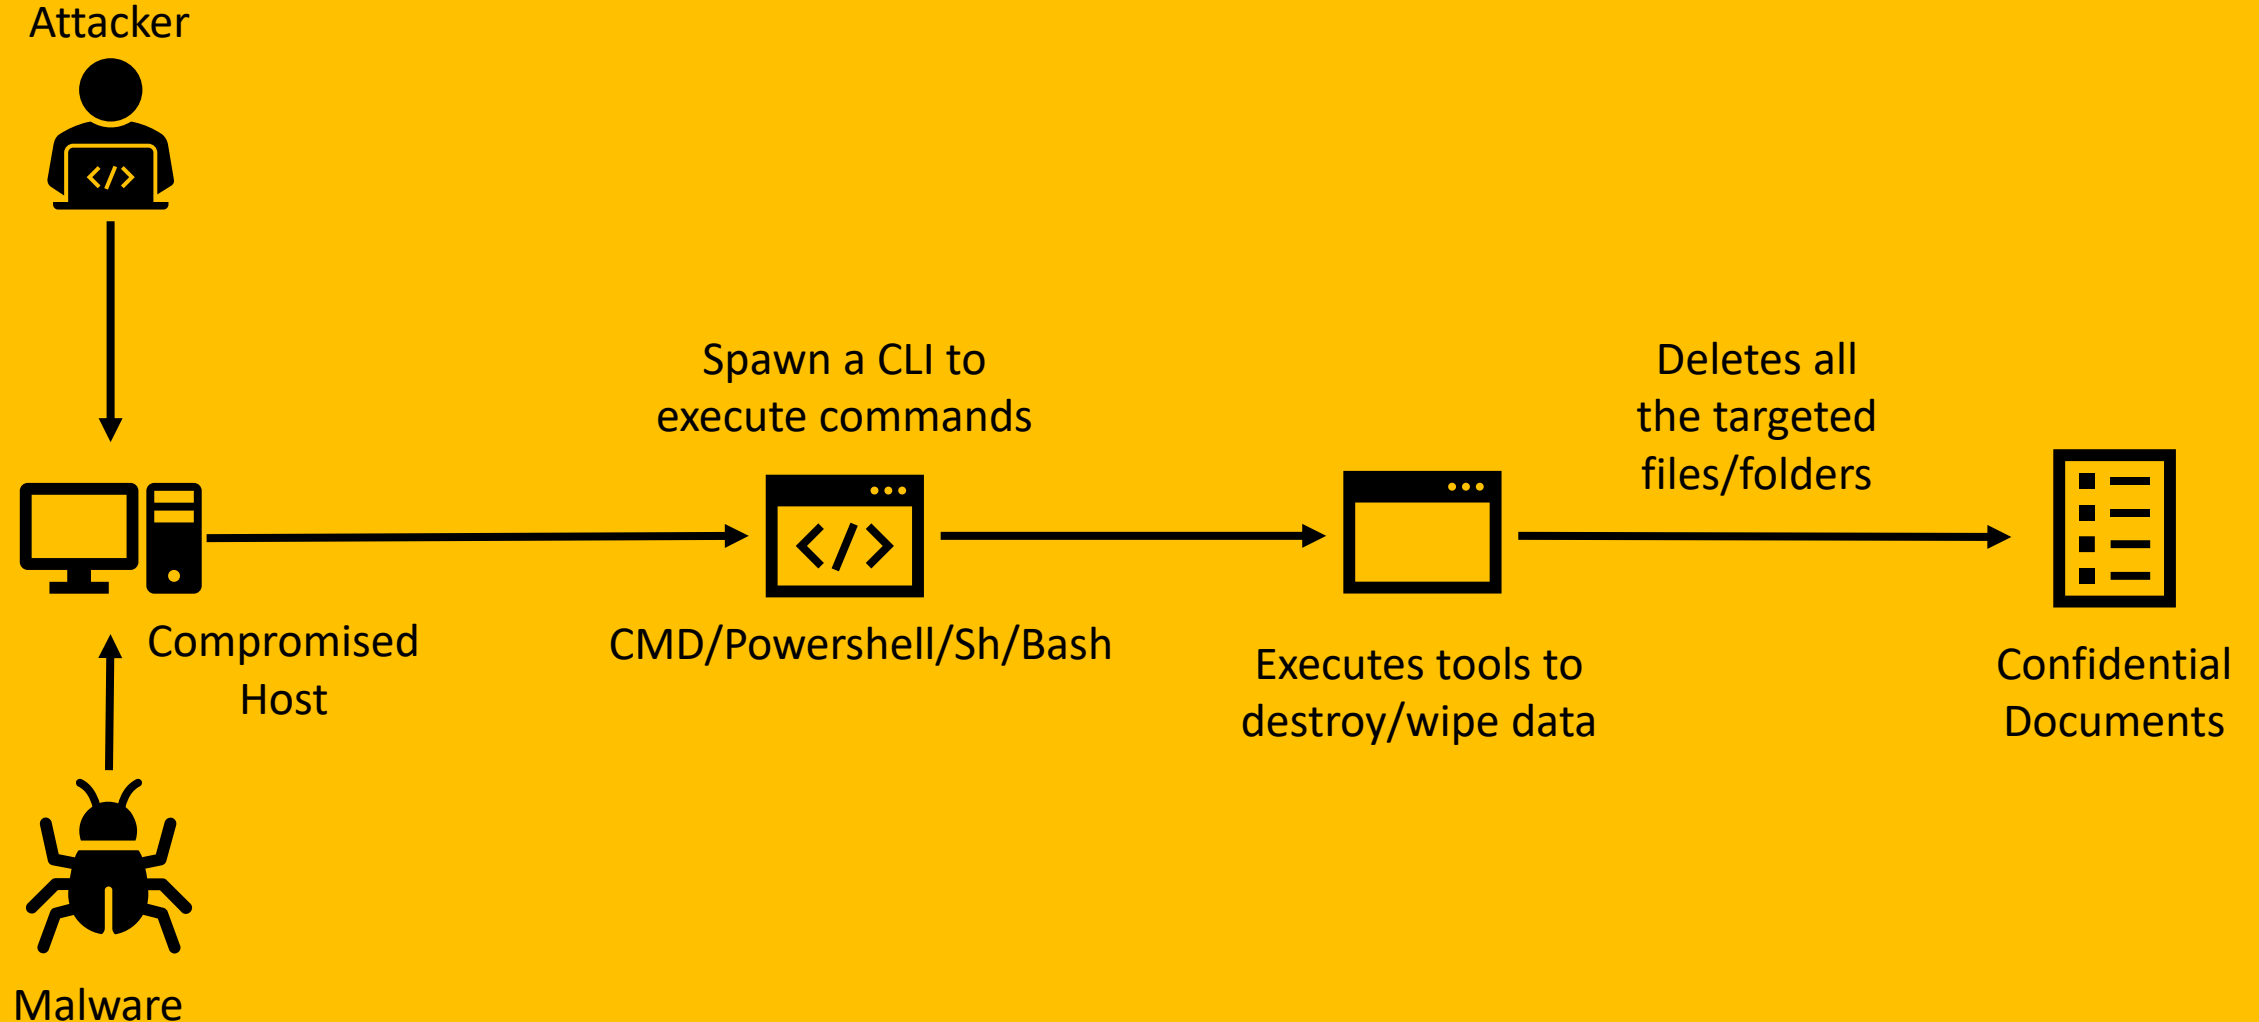 Attacker
Spawn a CLI to
execute commands
Deletes all
the targeted
files/folders
</>
</>
Compromised
Host
CMD/Powershell/Sh/Bash
Executes tools to
destroy/wipe data
Confidential
Documents
Malware